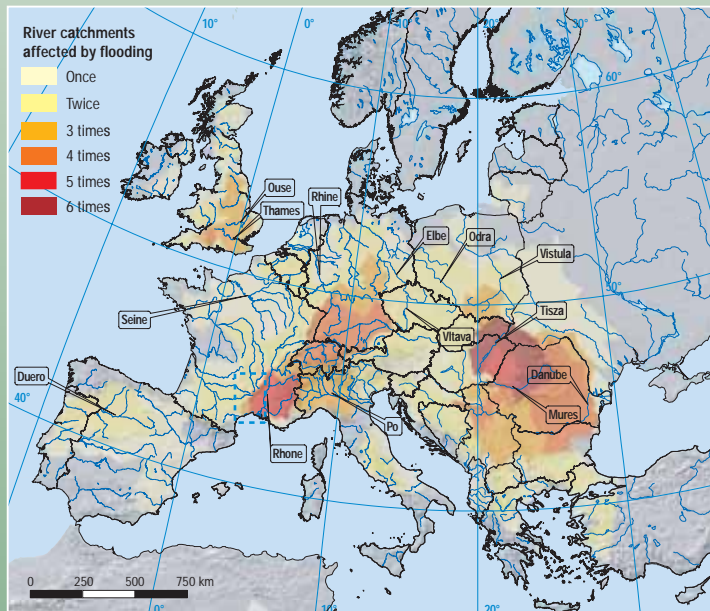 River catchments
affected by flooding
Once
Twice
3 times
4 times
5 times
6 times
10°
0°
10°
20°
30°
60°
50°
40°
Ouse
Thames
Rhine
Elbe
Odra
Vistula
Seine
Tisza
Vltava
Duero
Danube
Mures
Po
Rhone
0 250 500 750 km
0°
10°
20°